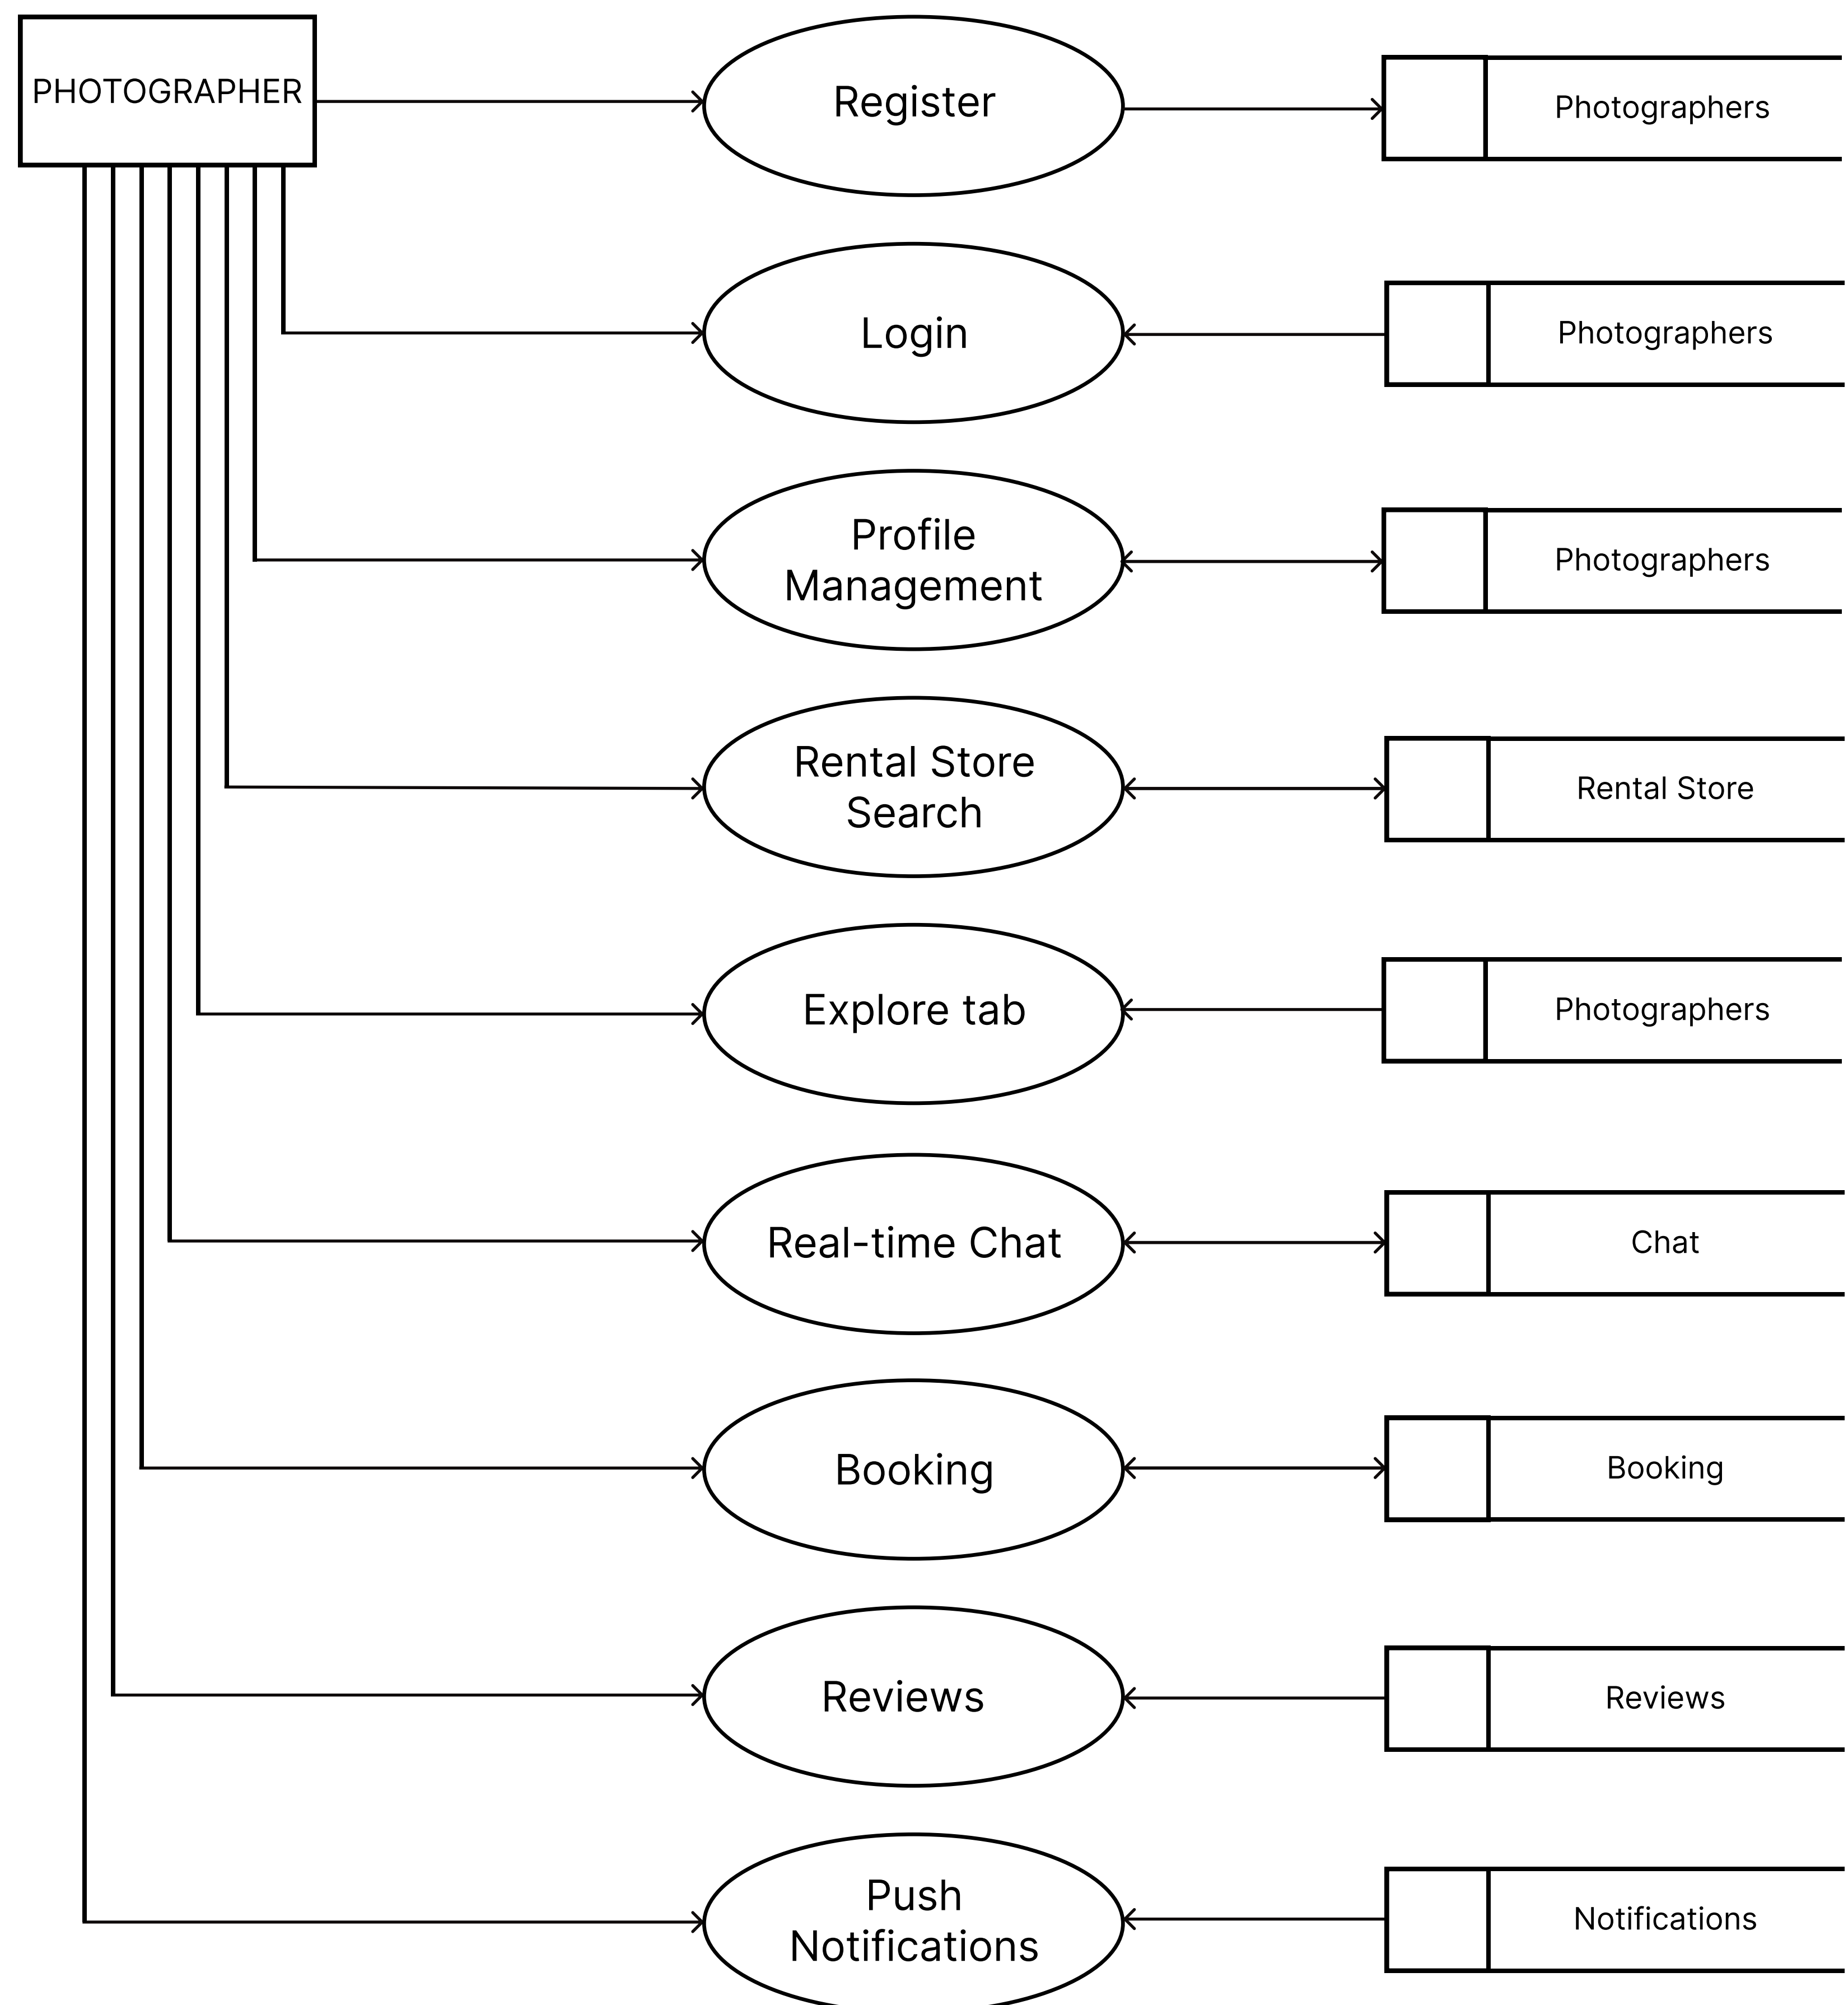 PHOTOGRAPHER
Register
Photographers
Login
Photographers
Profile
Management
Photographers
Rental Store
Search
Rental Store
Explore tab
Photographers
Real-time Chat
Chat
Booking
Booking
Reviews
Reviews
Push
Notifications
Notifications